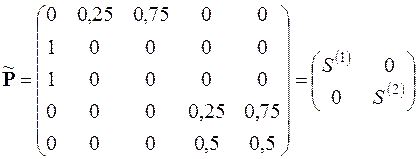 0 0,25 0,75 0 0
1 0 0 0 0
P̃ = 1 0 0 0 0 = ( S⁽¹⁾ 0
0 S⁽²⁾ )
0 0 0 0,25 0,75
0 0 0 0,5 0,5